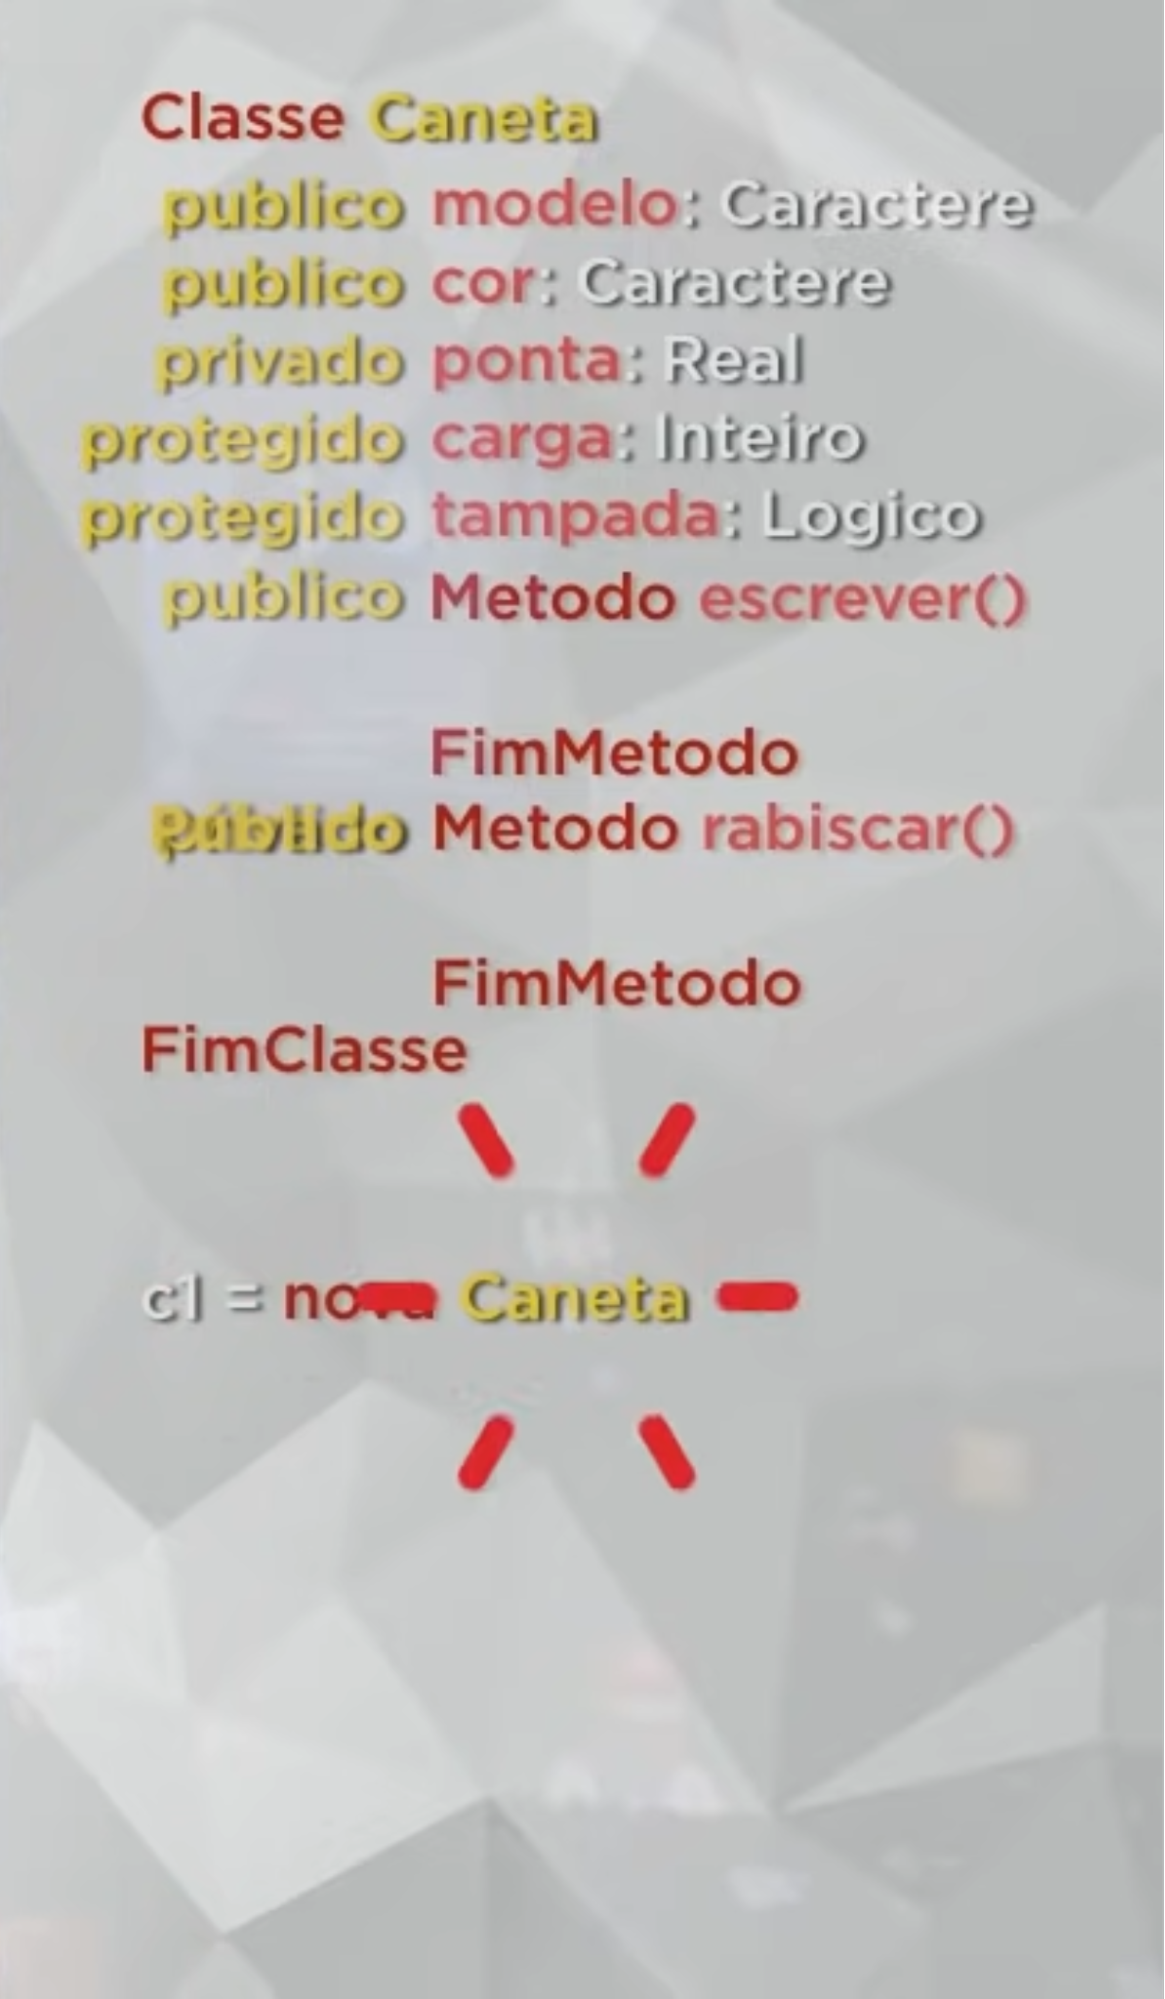 Classe Caneta
publico modelo: Caractere
publico cor: Caractere
privado ponta: Real
protegido carga: Inteiro
protegido tampada: Logico
publico Metodo escrever()
FimMetodo
Metodo rabiscar()
FimMetodo
FimClasse
c1 = nova Caneta